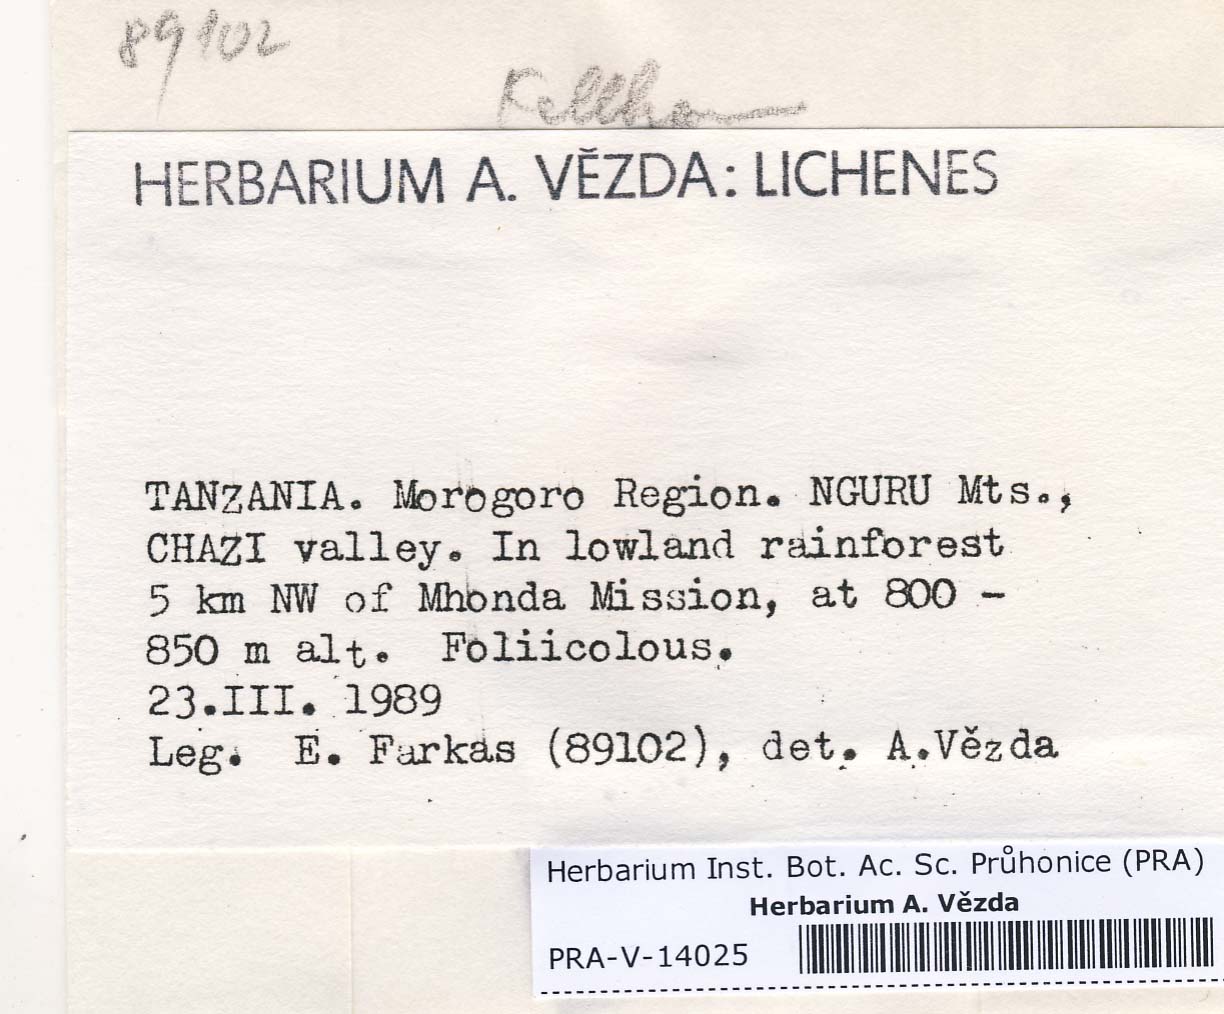 89102
HERBARIUM A. VĚZDA: LICHENES
TANZANIA. Morogoro Region. NGURU Mts.,
CHAZI valley. In lowland rainforest
5 km NW of Mhonda Mission, at 800 -
850 m alt. Foliicolous.
23.III. 1989
Leg. E. Farkas (89102), det. A.Vězda
Herbarium Inst. Bot. Ac. Sc. Průhonice (PRA)
Herbarium A. Vězda
PRA-V-14025